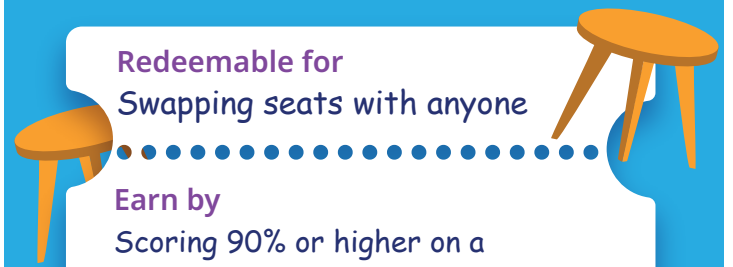 Redeemable for
Swapping seats with anyone
Earn by
Scoring 90% or higher on a